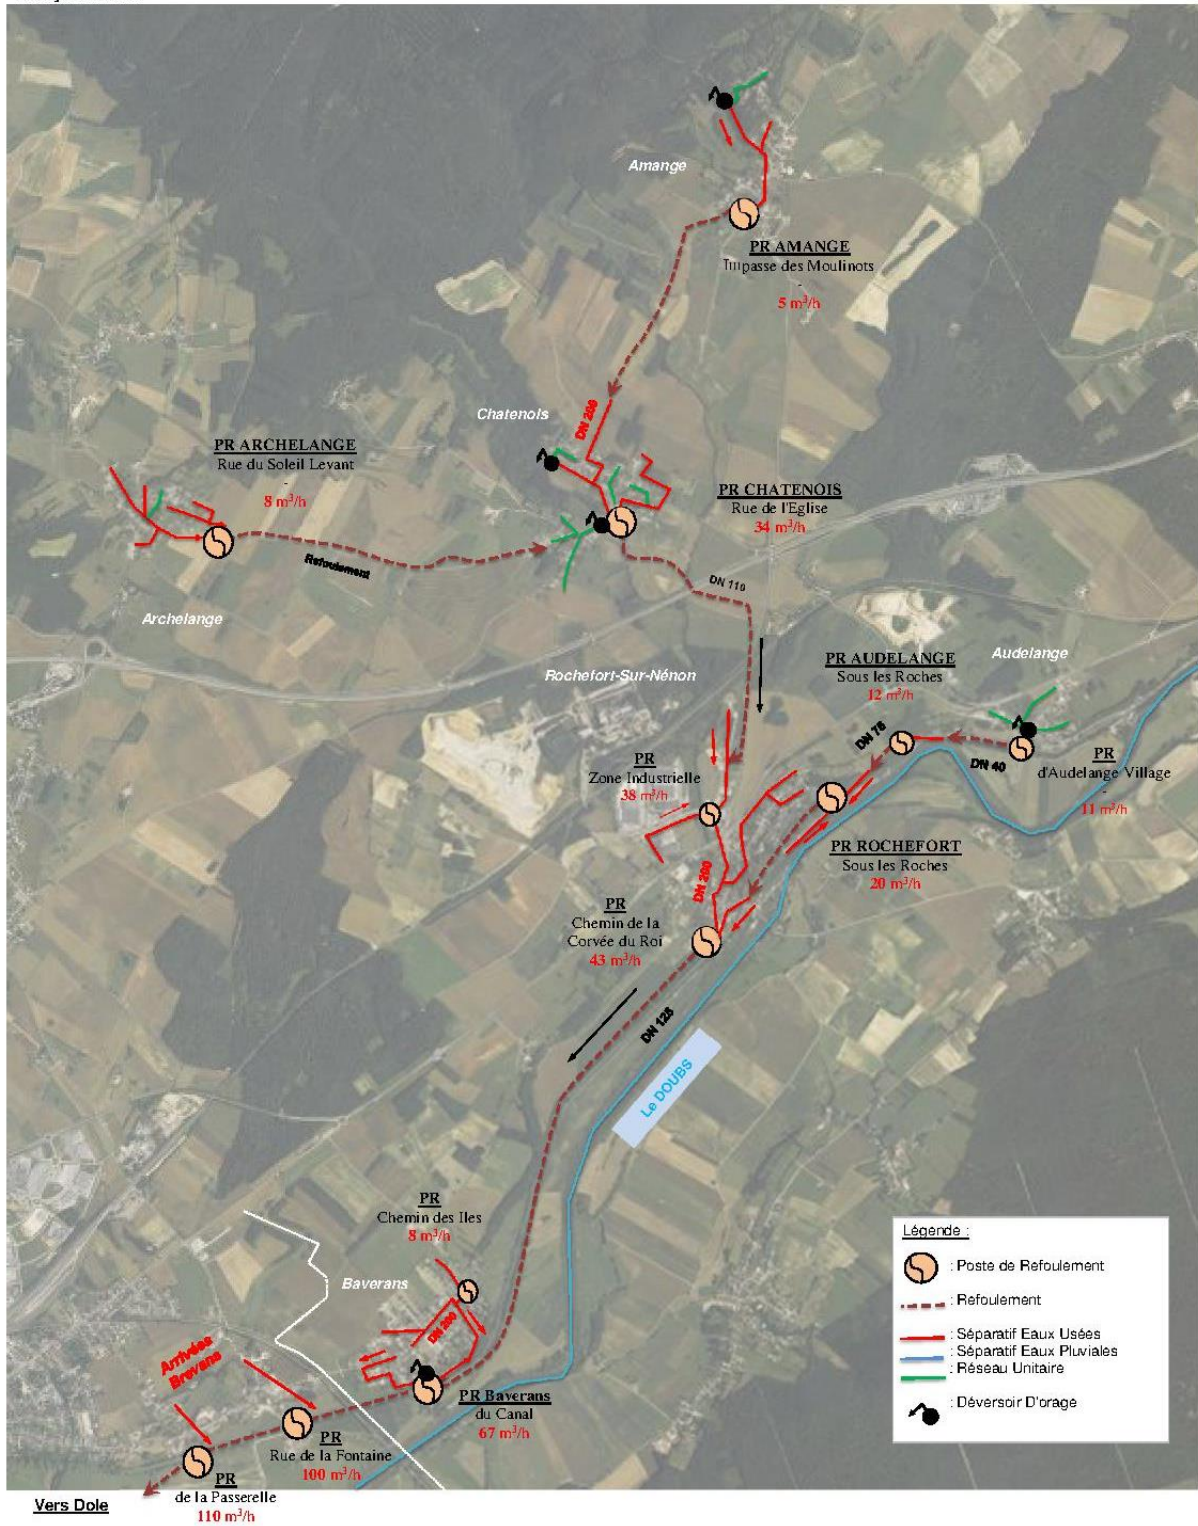 Amange
PR AMANGE
Impasse des Moulinots
-
5 m³/h
Chatenois
DN 200
PR ARCHELANGE
Rue du Soleil Levant
-
8 m³/h
PR CHATENOIS
Rue de l'Eglise
34 m³/h
Refoulement
DN 110
Archelange
PR AUDELANGE
Sous les Roches
12 m³/h
Audelange
Rochefort-Sur-Nénon
DN 75
DN 40
PR
d'Audelange Village
-
11 m³/h
PR
Zone Industrielle
38 m³/h
PR ROCHEFORT
Sous les Roches
20 m³/h
DN 200
PR
Chemin de la
Corvée du Roi
43 m³/h
DN 125
Le DOUBS
PR
Chemin des Iles
8 m³/h
Baverans
DN 200
Arrivées
Brevans
PR Baverans
du Canal
67 m³/h
PR
Rue de la Fontaine
100 m³/h
PR
de la Passerelle
110 m³/h
Vers Dole
Légende :
: Poste de Refoulement
: Refoulement
: Séparatif Eaux Usées
: Séparatif Eaux Pluviales
: Réseau Unitaire
: Déversoir D'orage